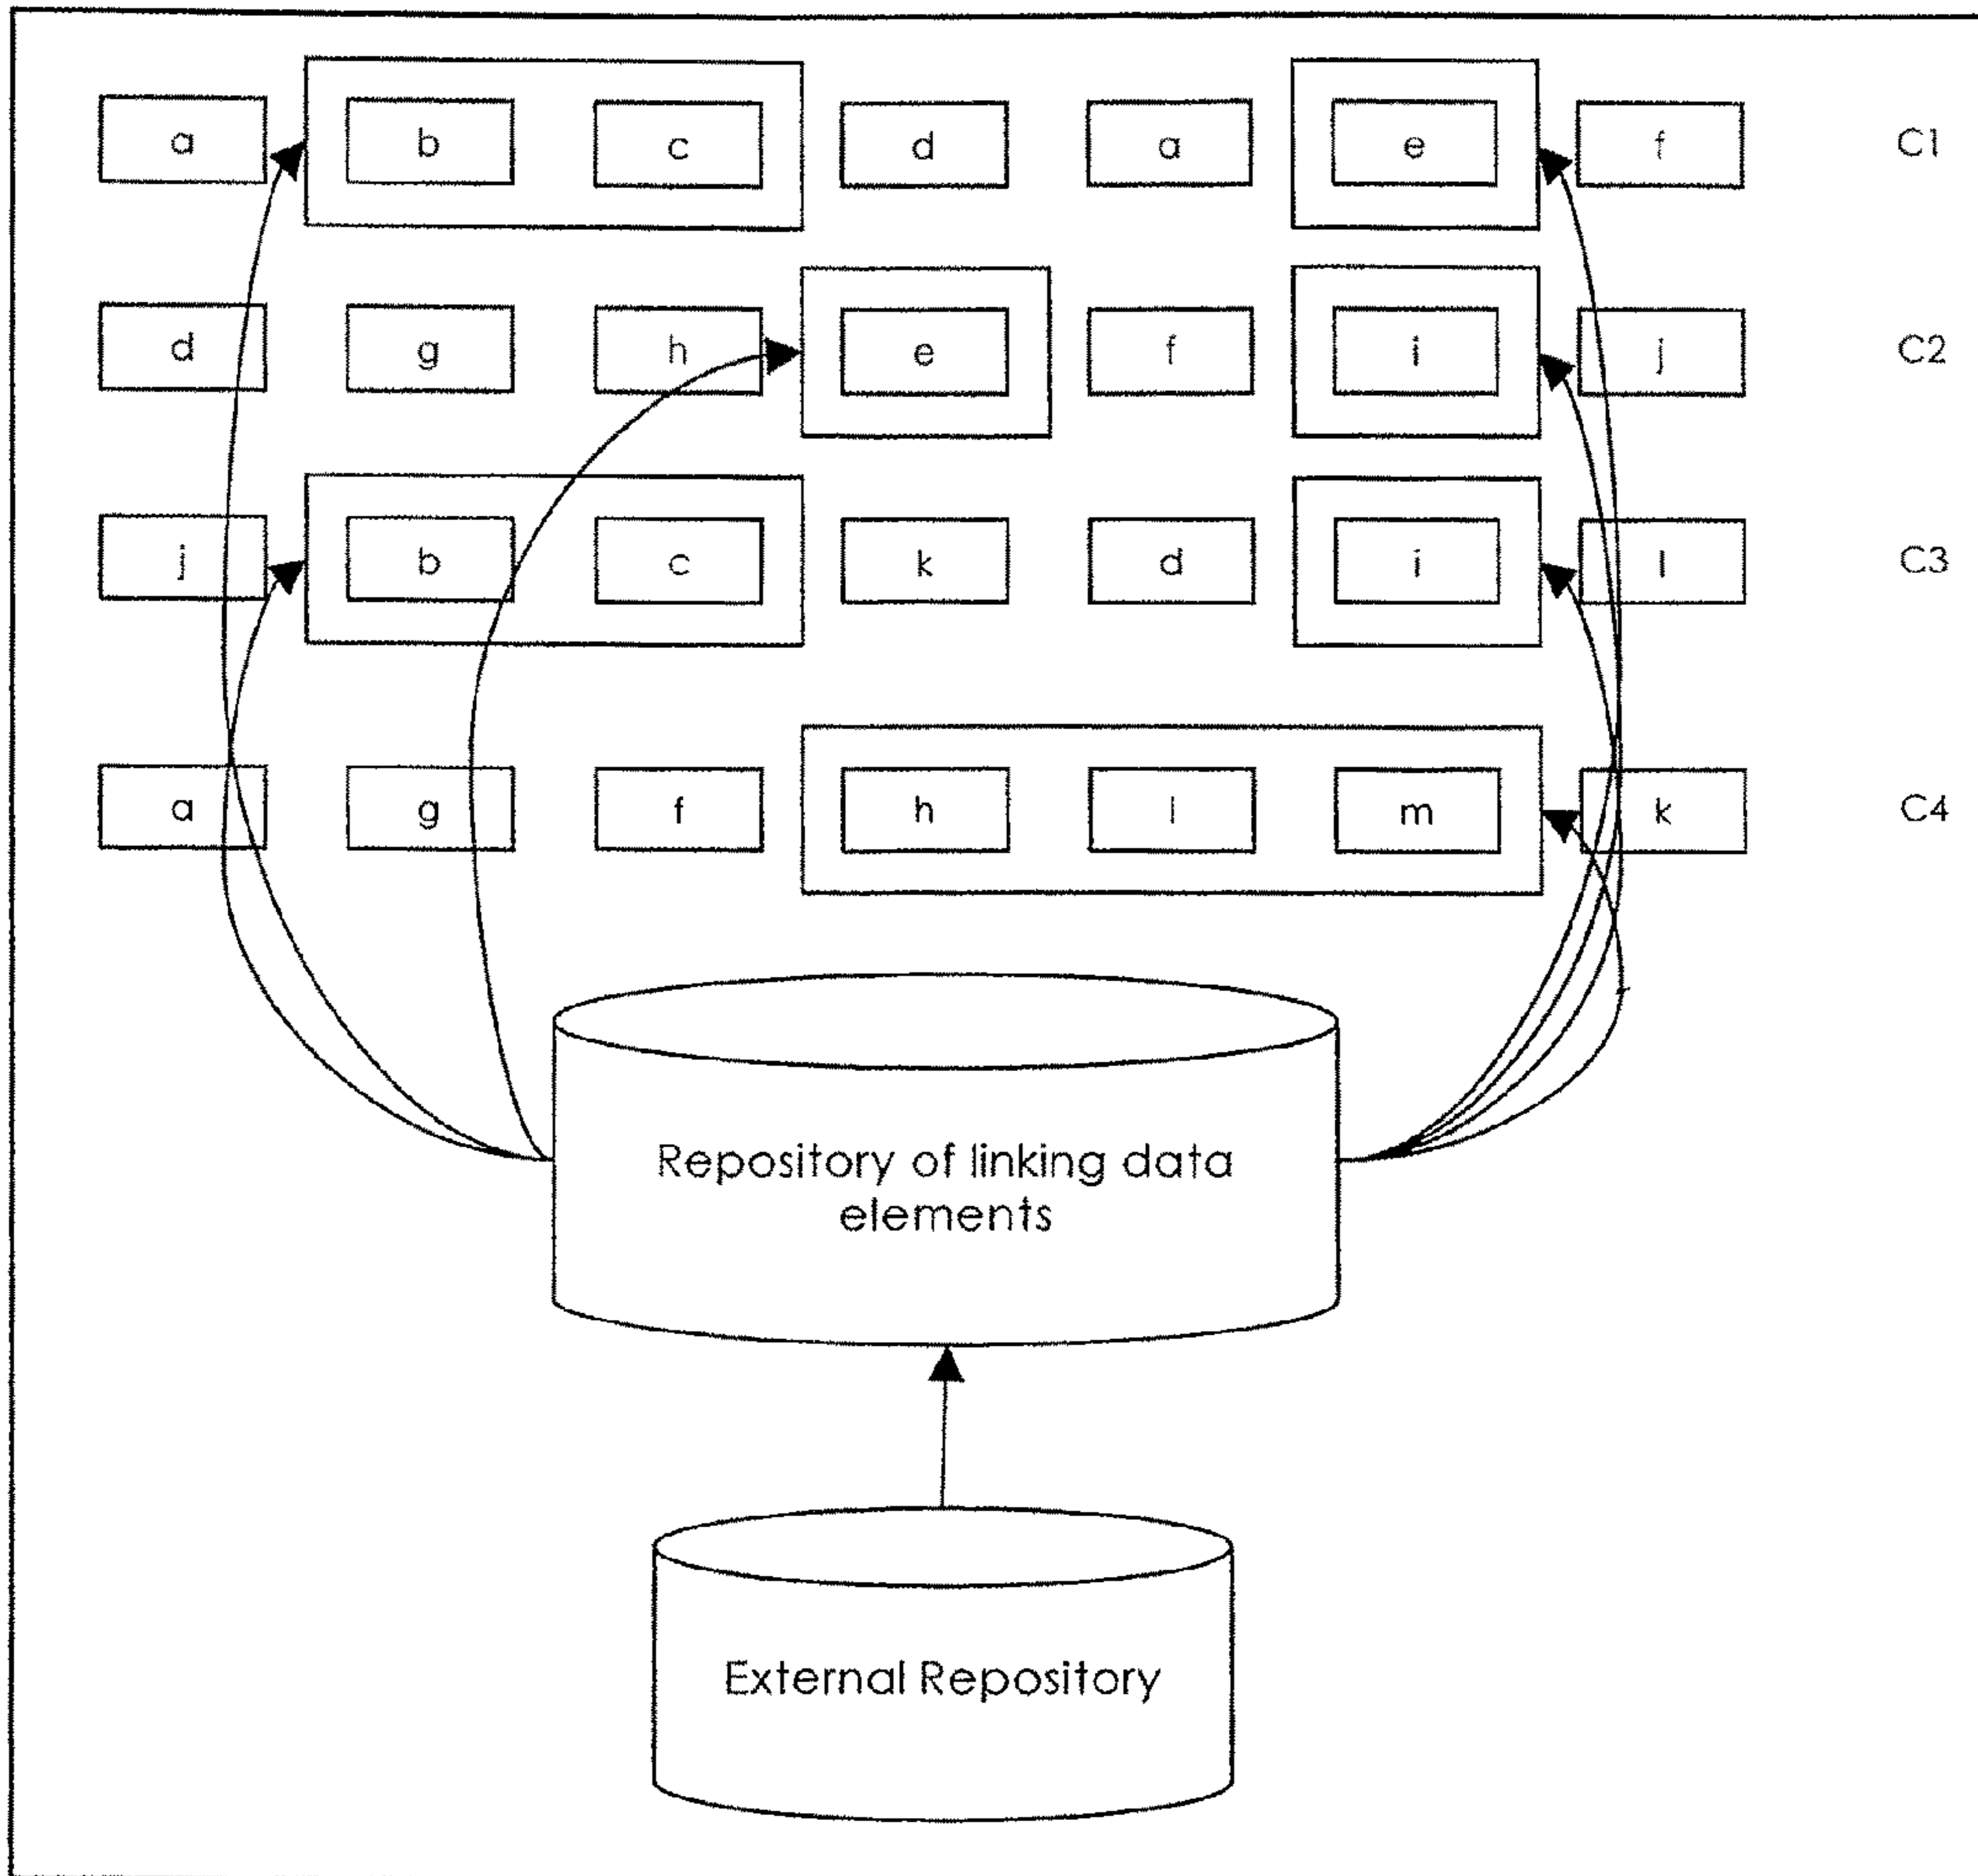 a b c d a e f C1
d g h e f i j C2
j b c k d i l C3
a g f h l m k C4
Repository of linking data
elements
External Repository